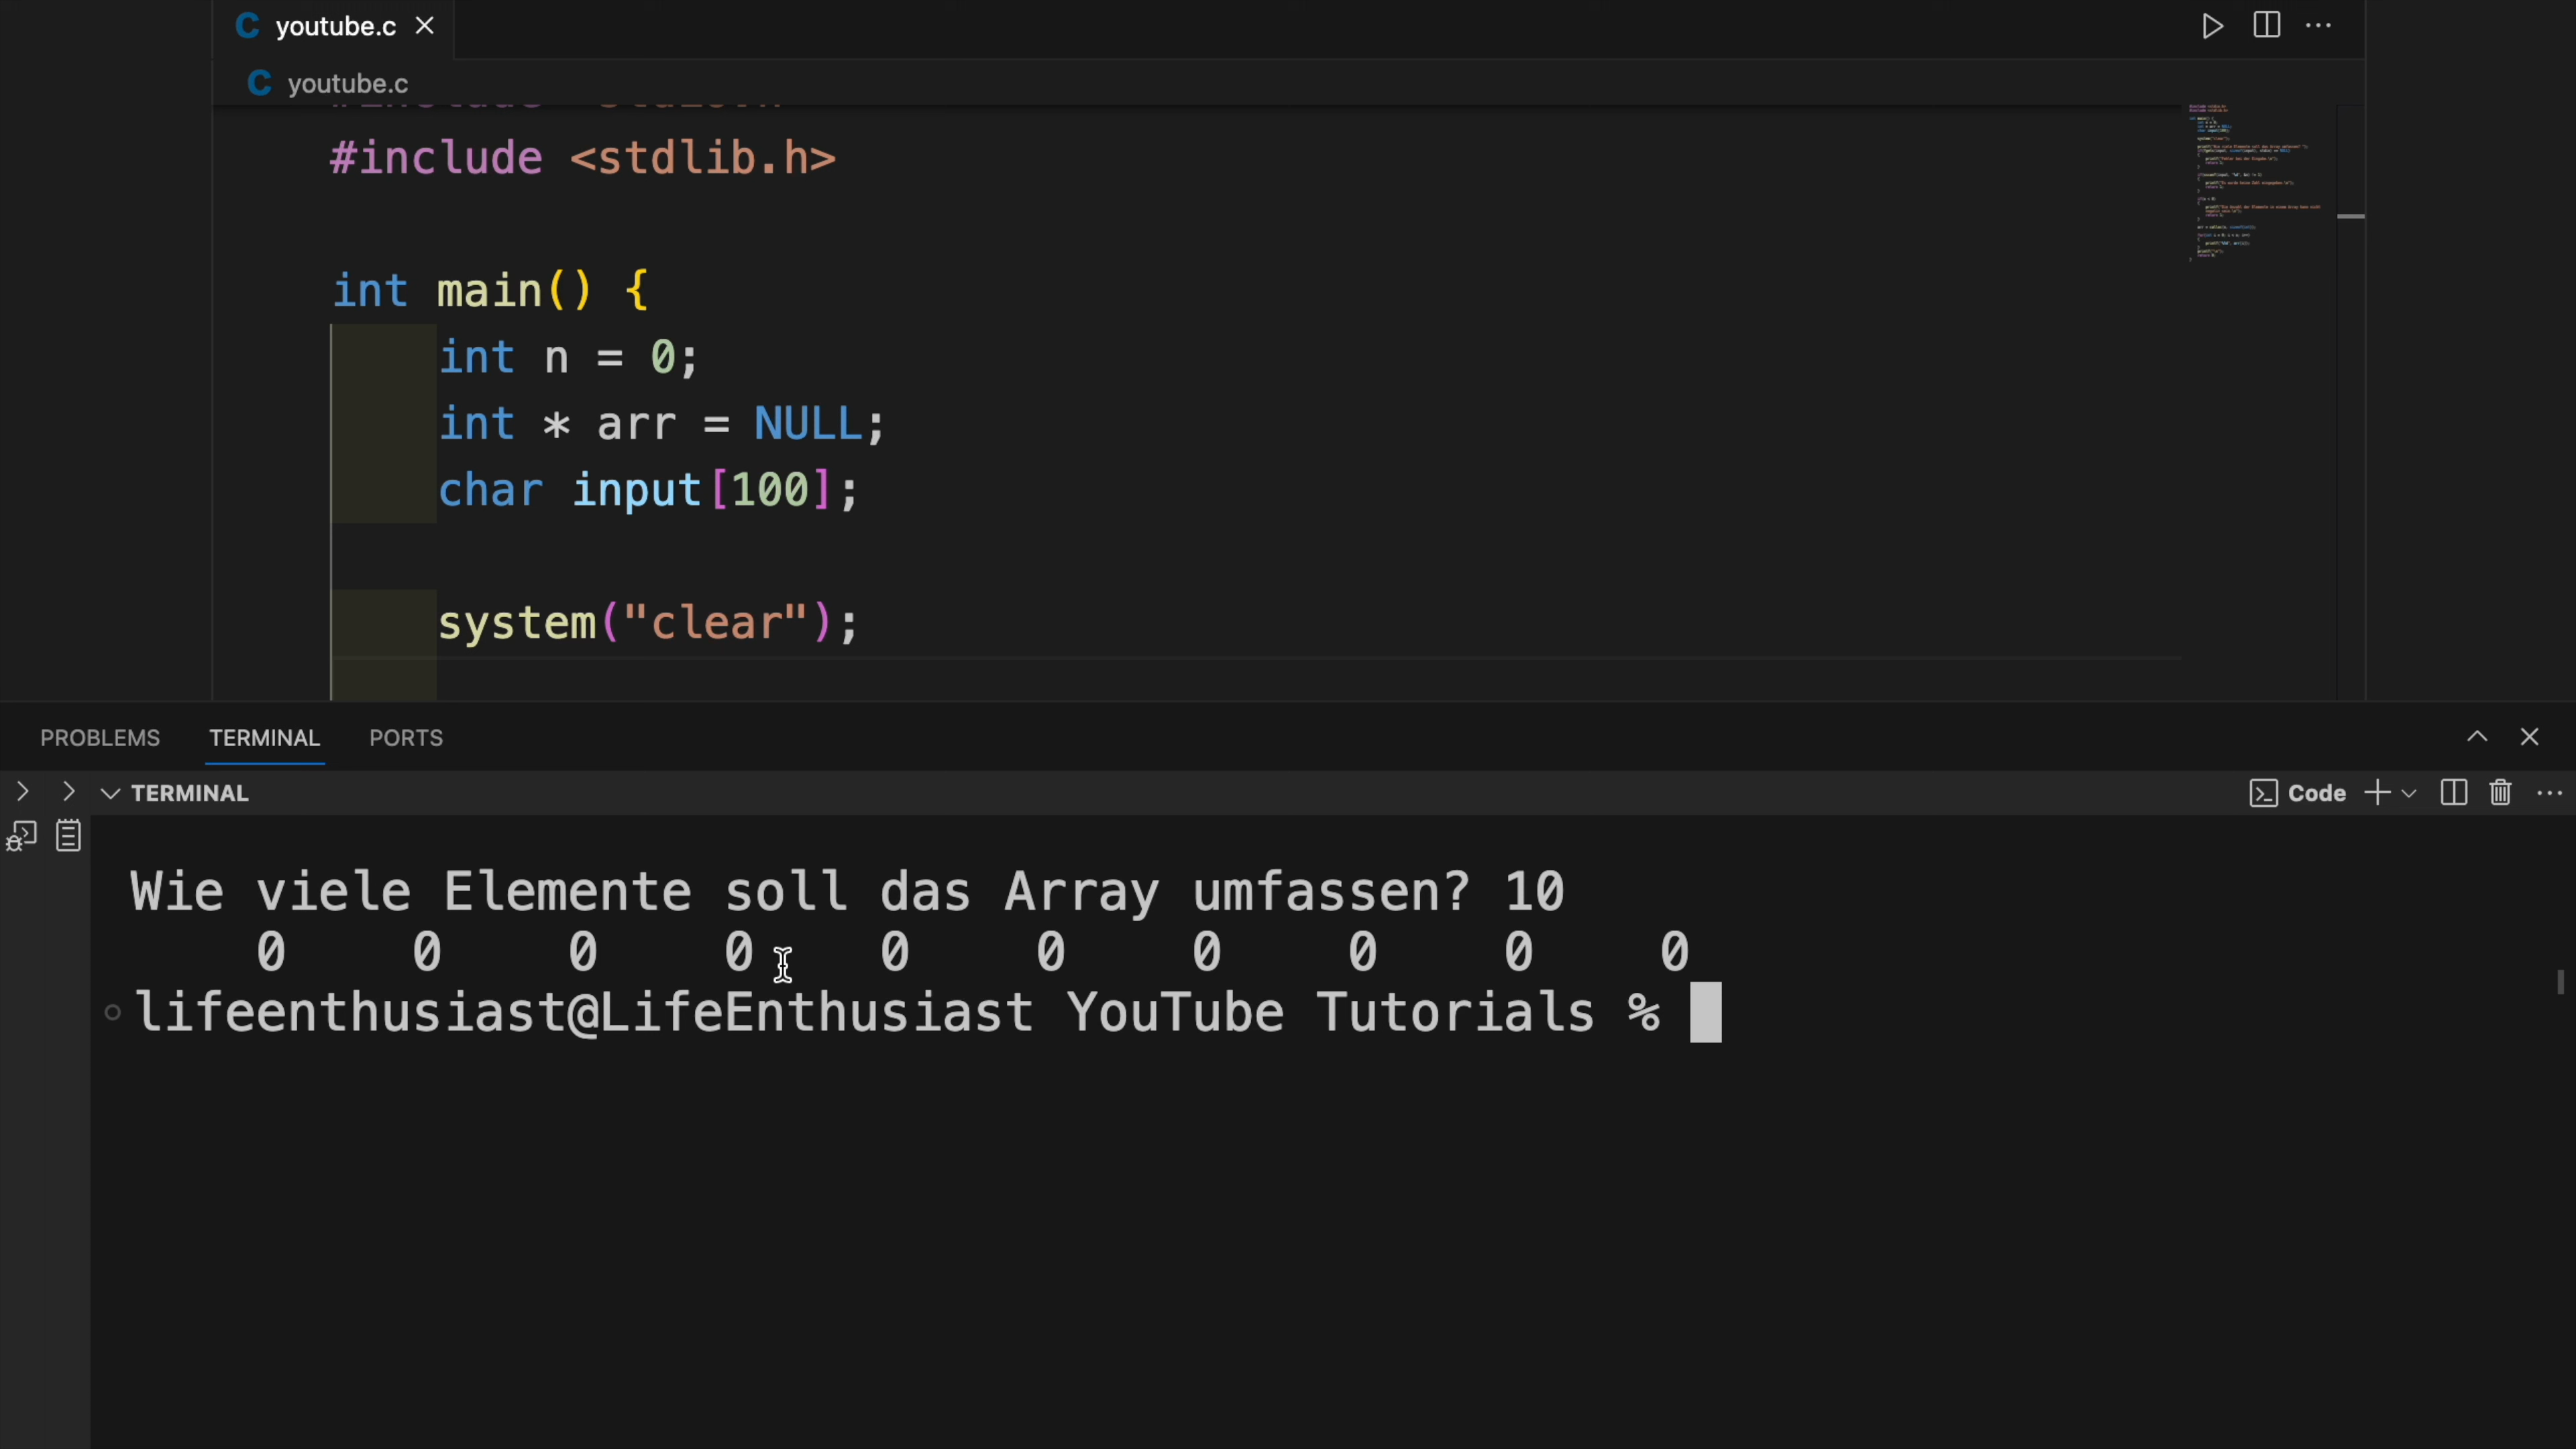 youtube.c
youtube.c
#include <stdlib.h>
int main() {
int n = 0;
int * arr = NULL;
char input[100];
system("clear");
PROBLEMS TERMINAL PORTS
TERMINAL
Code
Wie viele Elemente soll das Array umfassen? 10
0 0 0 0 0 0 0 0 0 0
lifeenthusiast@LifeEnthusiast YouTube Tutorials %